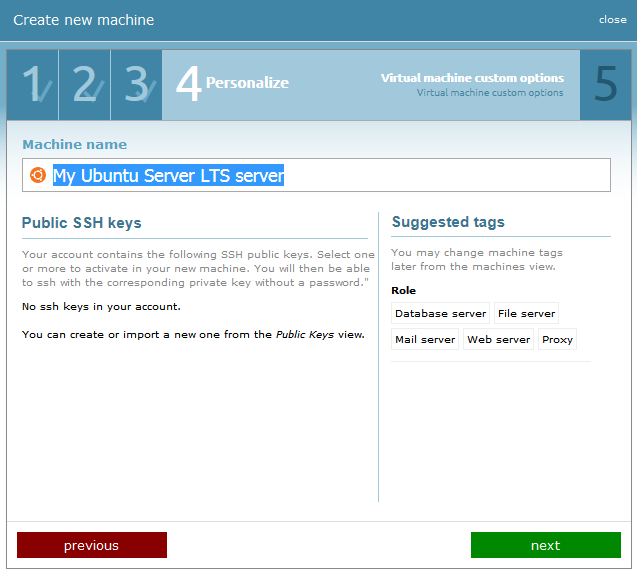 Create new machine
close
1 2 3 4 Personalize Virtual machine custom options 5
Virtual machine custom options
Machine name
My Ubuntu Server LTS server
Public SSH keys
Your account contains the following SSH public keys. Select one
or more to activate in your new machine. You will then be able
to ssh with the corresponding private key without a password."
No ssh keys in your account.
You can create or import a new one from the Public Keys view.
Suggested tags
You may change machine tags
later from the machines view.
Role
Database server File server
Mail server Web server Proxy
previous
next